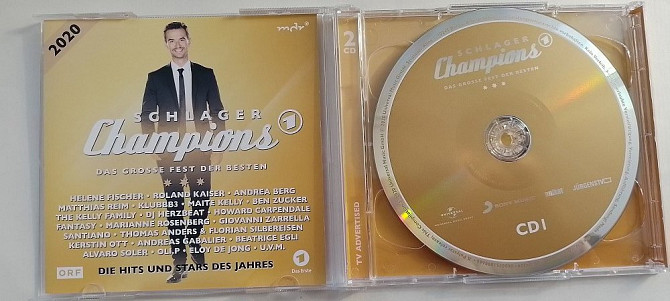 2020
mdr
SCHLAGER
Champions
DAS GROSSE FEST DER BESTEN
HELENE FISCHER • ROLAND KAISER • ANDREA BERG
MATTHIAS REIM • KLUBBB3 • MAITE KELLY • BEN ZUCKER
THE KELLY FAMILY • DJ HERZBEAT • HOWARD CARPENDALE
FANTASY • MARIANNE ROSENBERG • GIOVANNI ZARRELLA
SANTIANO • THOMAS ANDERS & FLORIAN SILBEREISEN
KERSTIN OTT • ANDREAS GABALIER • BEATRICE EGLI
ALVARO SOLER • OLI.P • ELOY DE JONG • U.V.M.
ORF
DIE HITS UND STARS DES JAHRES
Das Erste
2 CD
TV ADVERTISED
SCHLAGER
Champions
DAS GROSSE FEST DER BESTEN
CD 1